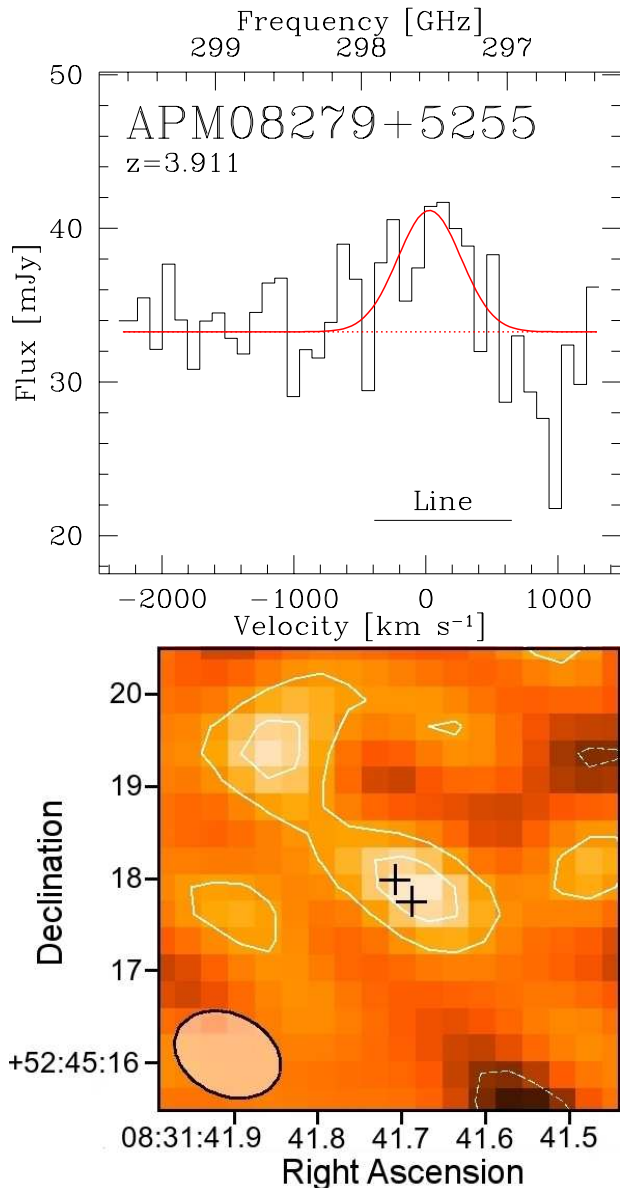 Frequency [GHz]
299 298 297
50
APM08279+5255
z=3.911
40
Flux [mJy]
30
Line
20
−2000 −1000 0 1000
Velocity [km s⁻¹]
20
19
Declination
18
17
+52:45:16
08:31:41.9 41.8 41.7 41.6 41.5
Right Ascension